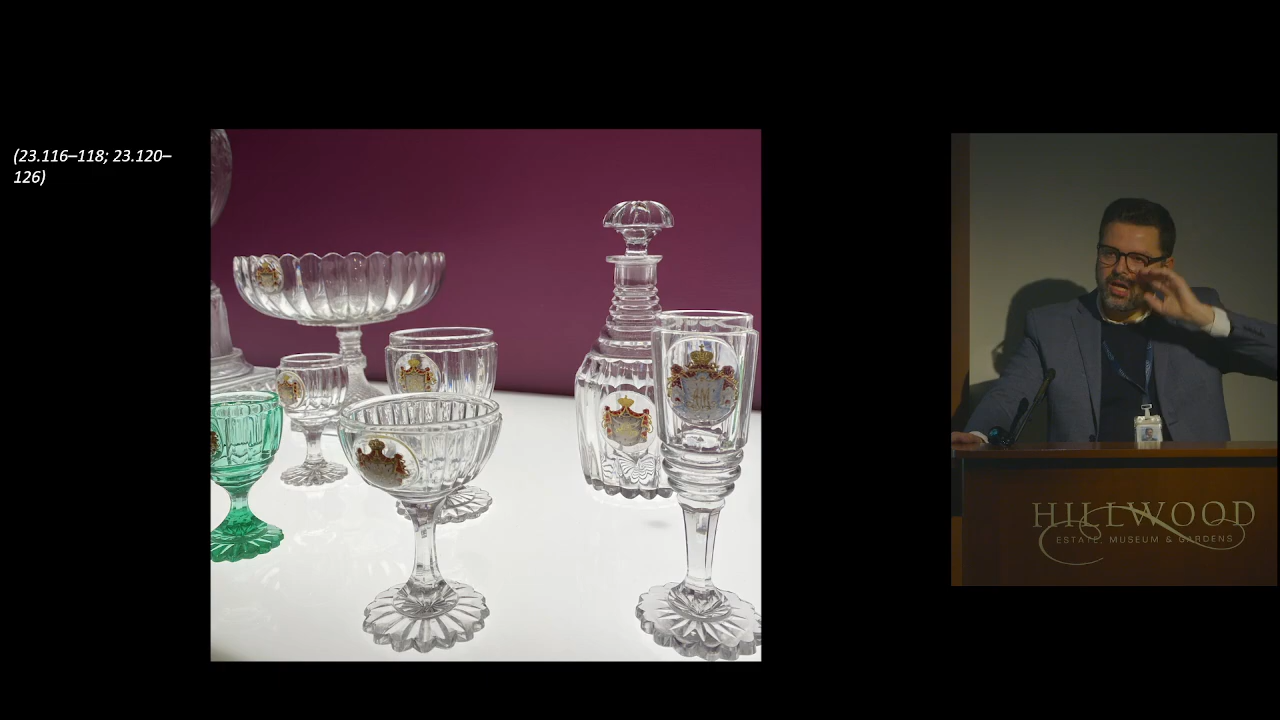 (23.116–118; 23.120–
126)
HILLWOOD
ESTATE, MUSEUM & GARDENS